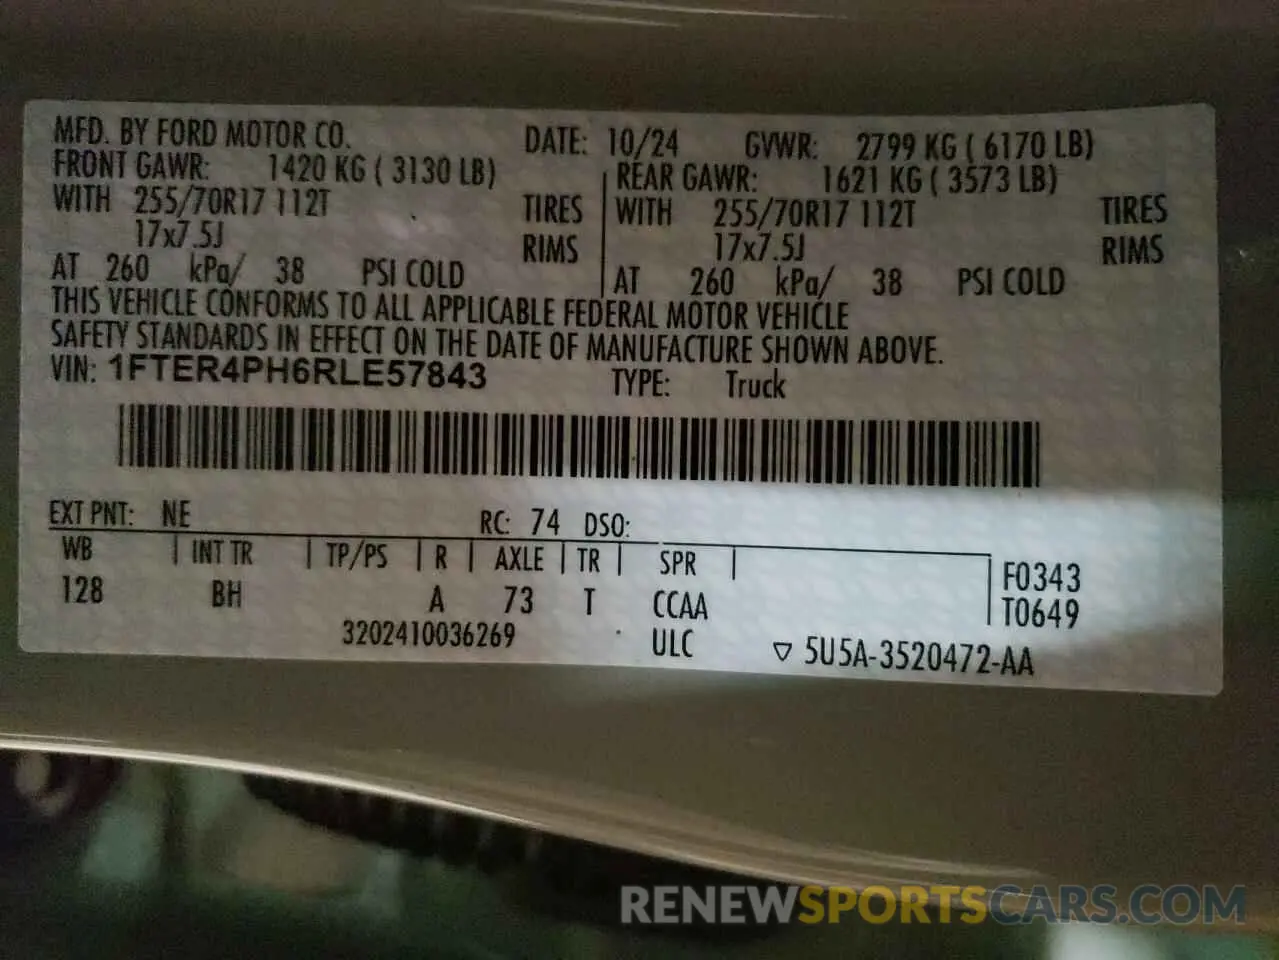 MFD. BY FORD MOTOR CO. DATE: 10/24 GVWR: 2799 KG ( 6170 LB)
FRONT GAWR: 1420 KG ( 3130 LB) REAR GAWR: 1621 KG ( 3573 LB)
WITH 255/70R17 112T TIRES WITH 255/70R17 112T TIRES
17x7.5J RIMS 17x7.5J RIMS
AT 260 kPa/ 38 PSI COLD AT 260 kPa/ 38 PSI COLD
THIS VEHICLE CONFORMS TO ALL APPLICABLE FEDERAL MOTOR VEHICLE
SAFETY STANDARDS IN EFFECT ON THE DATE OF MANUFACTURE SHOWN ABOVE.
VIN: 1FTER4PH6RLE57843 TYPE: Truck
EXT PNT: NE RC: 74 DSO:
WB INT TR TP/PS R AXLE TR SPR F0343
128 BH A 73 T CCAA T0649
3202410036269 ULC ▽ 5U5A-3520472-AA
RENEWSPORTSCARS.COM